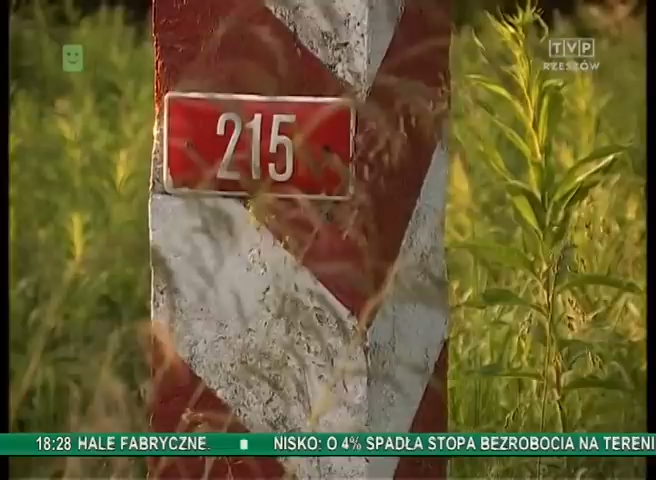 TVP
RZESZÓW
215
18:28 HALE FABRYCZNE. NISKO: O 4% SPADŁA STOPA BEZROBOCIA NA TERENI